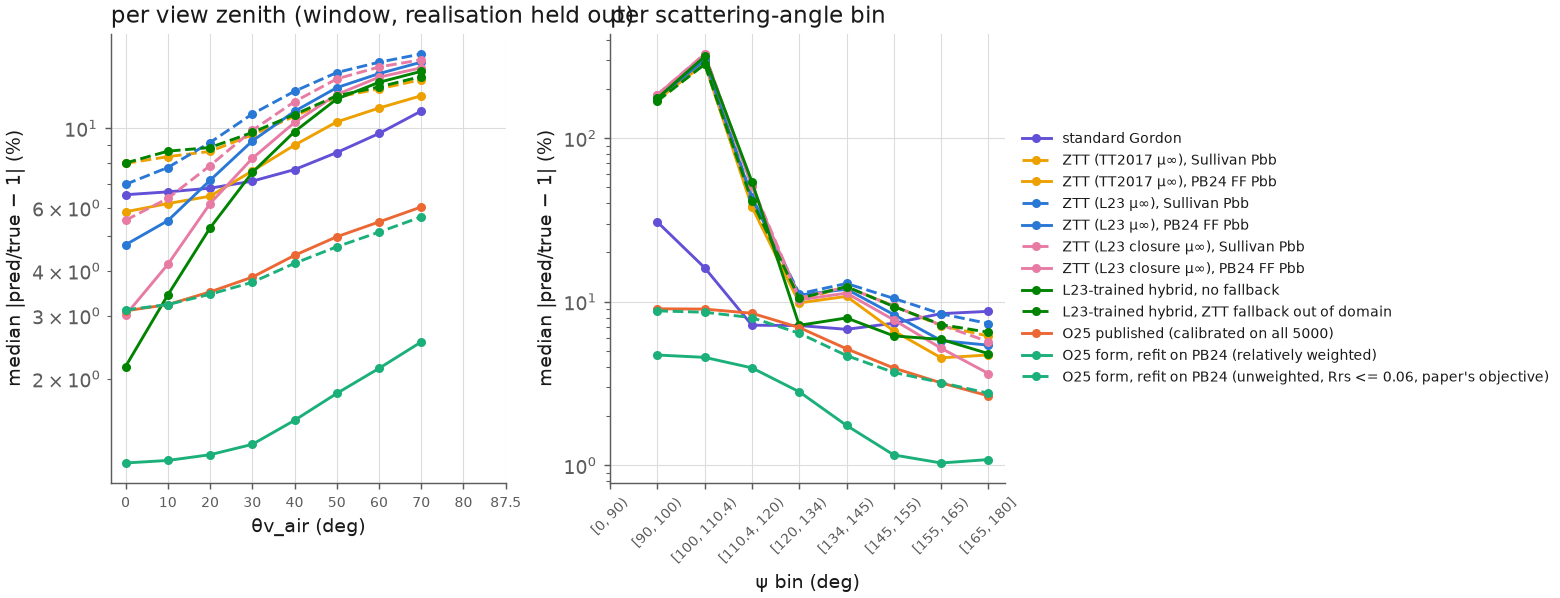 per view zenith (window, realisation held out)
per scattering-angle bin
median |pred/true − 1| (%)
10¹
6 × 10⁰
4 × 10⁰
3 × 10⁰
2 × 10⁰
0 10 20 30 40 50 60 70 80 87.5
θv_air (deg)
median |pred/true − 1| (%)
10²
10¹
10⁰
[0, 90)
[90, 100)
[100, 110.4)
[110.4, 120)
[120, 134)
[134, 145)
[145, 155)
[155, 165)
[165, 180]
ψ bin (deg)
standard Gordon
ZTT (TT2017 μ∞), Sullivan Pbb
ZTT (TT2017 μ∞), PB24 FF Pbb
ZTT (L23 μ∞), Sullivan Pbb
ZTT (L23 μ∞), PB24 FF Pbb
ZTT (L23 closure μ∞), Sullivan Pbb
ZTT (L23 closure μ∞), PB24 FF Pbb
L23-trained hybrid, no fallback
L23-trained hybrid, ZTT fallback out of domain
O25 published (calibrated on all 5000)
O25 form, refit on PB24 (relatively weighted)
O25 form, refit on PB24 (unweighted, Rrs <= 0.06, paper's objective)